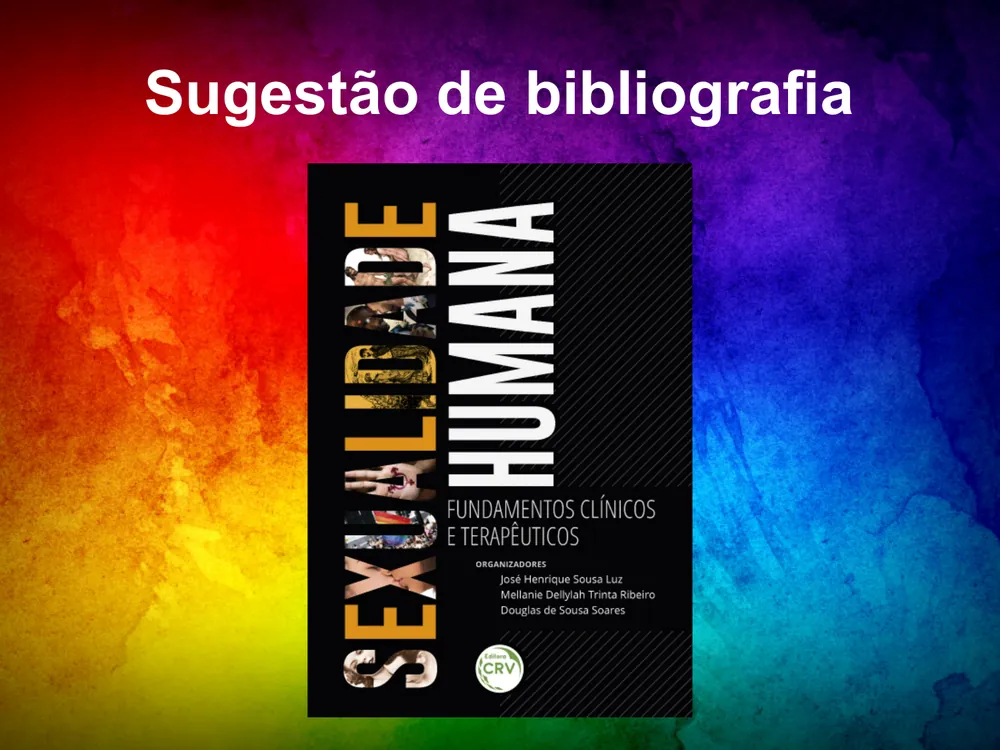 Sugestão de bibliografia
SEXUALIDADE
HUMANA
FUNDAMENTOS CLÍNICOS
E TERAPÊUTICOS
ORGANIZADORES
José Henrique Sousa Luz
Mellanie Dellylah Trinta Ribeiro
Douglas de Sousa Soares
Editora
CRV